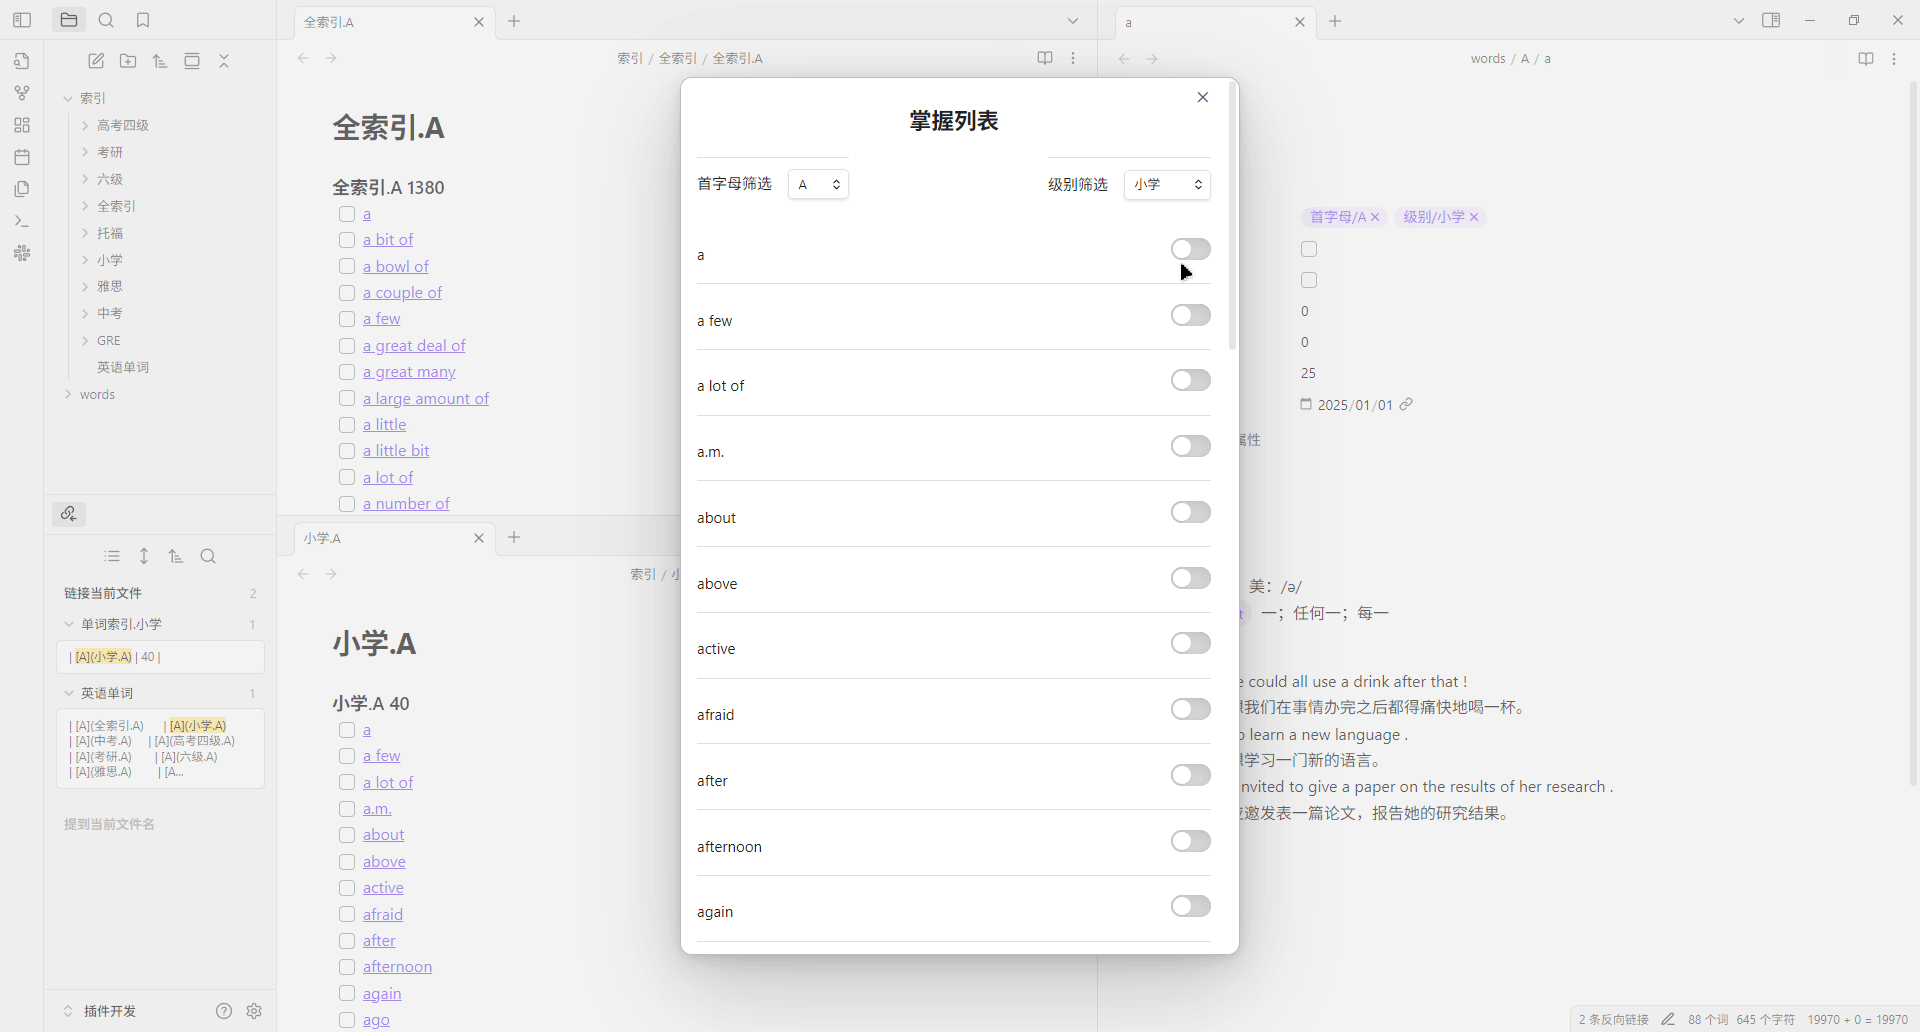 全索引.A
a
索引 / 全索引 / 全索引.A
words / A / a
索引
高考四级
考研
六级
全索引
托福
小学
雅思
中考
GRE
英语单词
words
链接当前文件 2
单词索引.小学 1
| [A](小学.A) | 40 |
英语单词 1
| [A](全索引.A) | [A](小学.A)
| [A](中考.A) | [A](高考四级.A)
| [A](考研.A) | [A](六级.A)
| [A](雅思.A) | [A...
提到当前文件名
插件开发
全索引.A
全索引.A 1380
a
a bit of
a bowl of
a couple of
a few
a great deal of
a great many
a large amount of
a little
a little bit
a lot of
a number of
小学.A
索引 / 小
小学.A
小学.A 40
a
a few
a lot of
a.m.
about
above
active
afraid
after
afternoon
again
ago
掌握列表
首字母筛选 A 级别筛选 小学
a
a few
a lot of
a.m.
about
above
active
afraid
after
afternoon
again
首字母/A 级别/小学
0
0
25
2025/01/01
属性
美：/ə/
一；任何一；每一
could all use a drink after that !
我们在事情办完之后都得痛快地喝一杯。
learn a new language .
学习一门新的语言。
nvited to give a paper on the results of her research .
邀发表一篇论文，报告她的研究结果。
2 条反向链接 88 个词 645 个字符 19970 + 0 = 19970